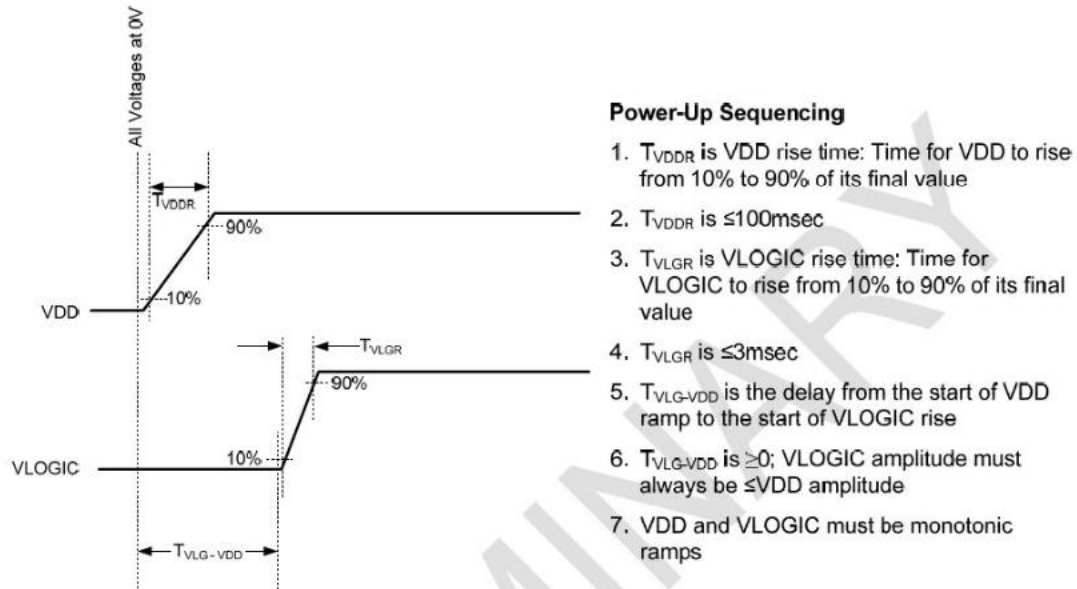 All Voltages at 0V
TVDDR
90%
10%
VDD
TVLGR
90%
10%
VLOGIC
TVLG - VDD
Power-Up Sequencing
1. TVDDR is VDD rise time: Time for VDD to rise
from 10% to 90% of its final value
2. TVDDR is ≤100msec
3. TVLGR is VLOGIC rise time: Time for
VLOGIC to rise from 10% to 90% of its final
value
4. TVLGR is ≤3msec
5. TVLG-VDD is the delay from the start of VDD
ramp to the start of VLOGIC rise
6. TVLG-VDD is ≥0; VLOGIC amplitude must
always be ≤VDD amplitude
7. VDD and VLOGIC must be monotonic
ramps
MINARY